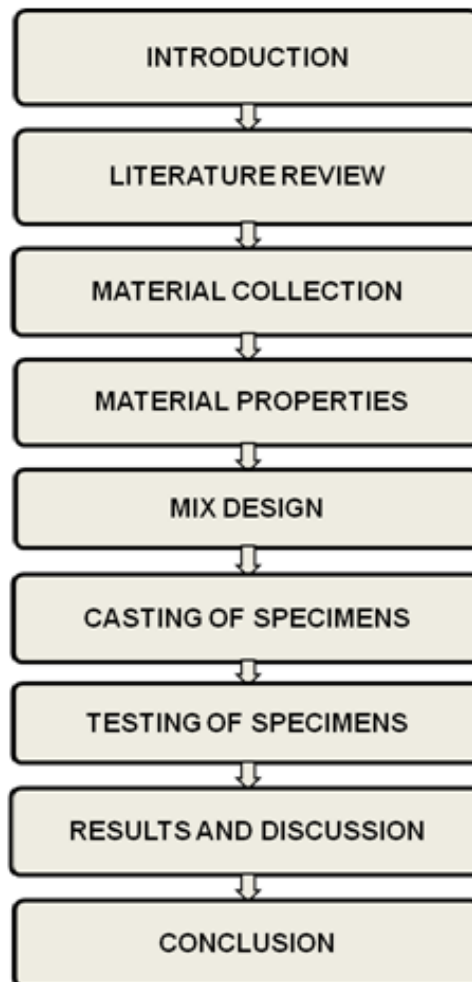 INTRODUCTION
LITERATURE REVIEW
MATERIAL COLLECTION
MATERIAL PROPERTIES
MIX DESIGN
CASTING OF SPECIMENS
TESTING OF SPECIMENS
RESULTS AND DISCUSSION
CONCLUSION